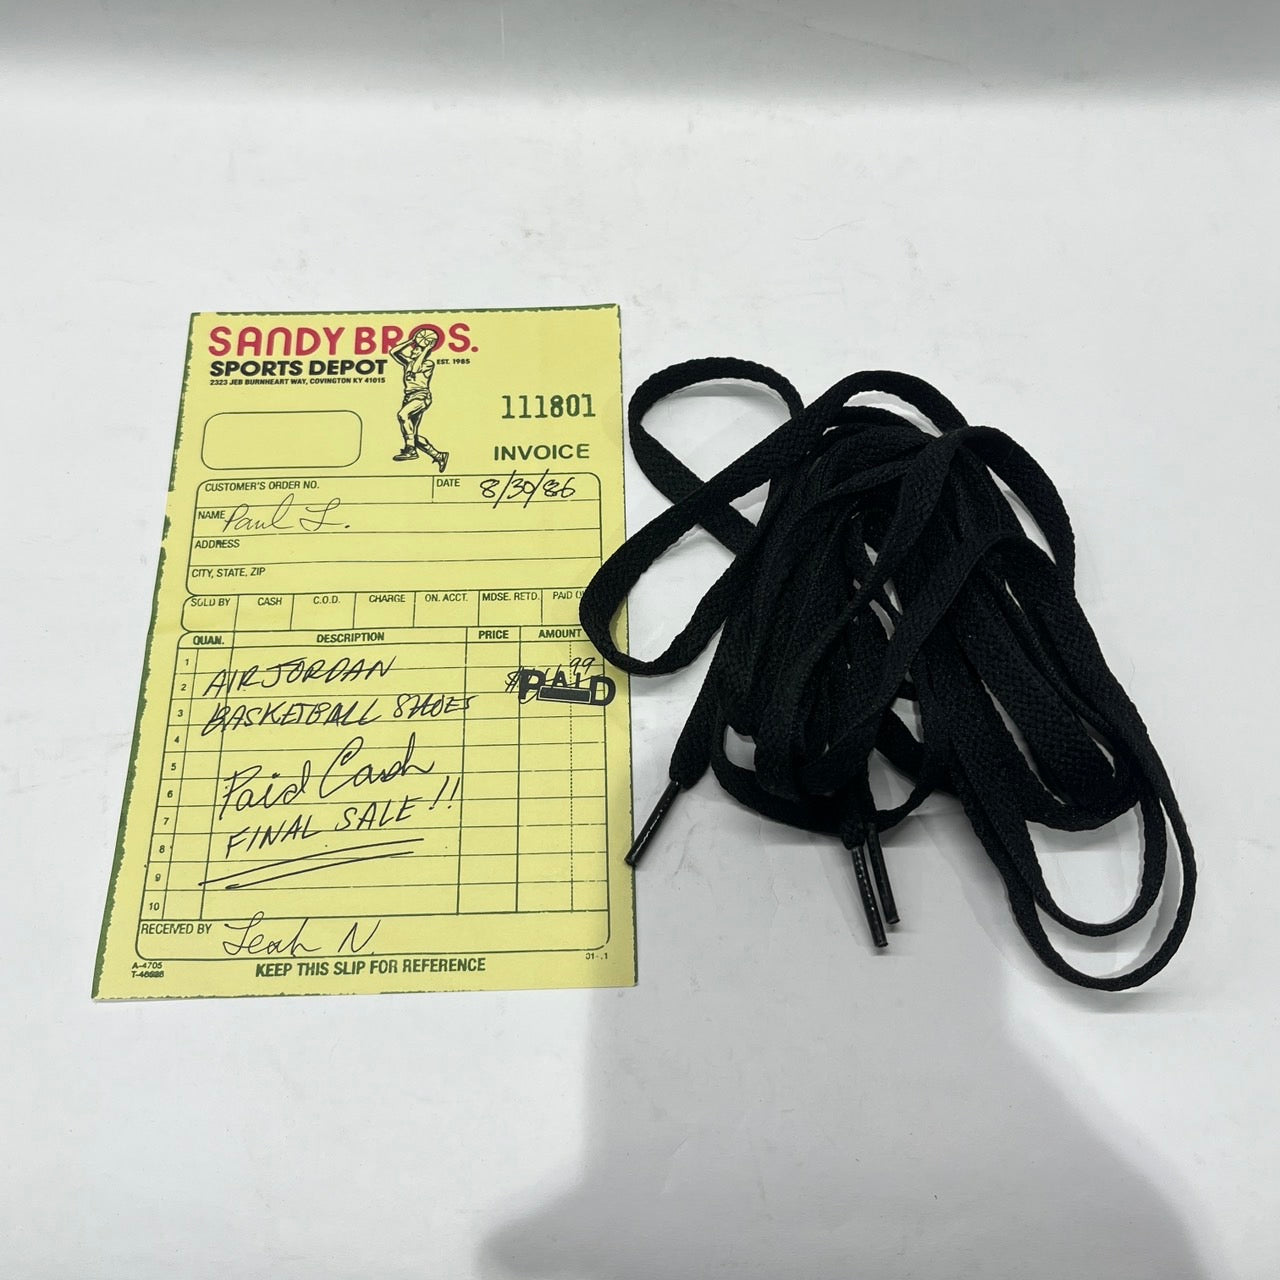 SANDY BROS.
SPORTS DEPOT
EST. 1985
2323 JEB BURNHEART WAY, COVINGTON KY 41015
111801
INVOICE
CUSTOMER'S ORDER NO.
DATE 8/30/86
NAME Paul L.
ADDRESS
CITY, STATE, ZIP
SOLD BY CASH C.O.D. CHARGE ON. ACCT. MDSE. RETD. PAID
QUAN. DESCRIPTION PRICE AMOUNT
1
2 AIR JORDAN
PAID
3 BASKETBALL SHOES
4
5
6 Paid Cash
7
8 FINAL SALE!!
9
10
RECEIVED BY Leah N.
A-4705
KEEP THIS SLIP FOR REFERENCE